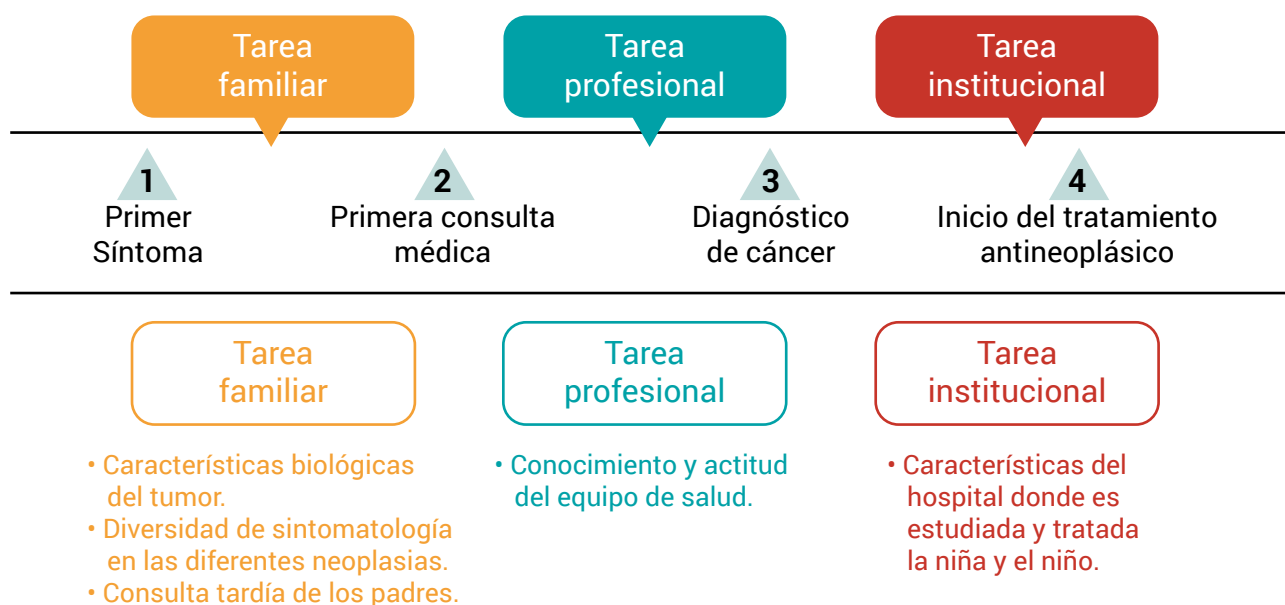 Tarea
familiar
Tarea
profesional
Tarea
institucional
1
Primer
Síntoma
2
Primera consulta
médica
3
Diagnóstico
de cáncer
4
Inicio del tratamiento
antineoplásico
Tarea
familiar
• Características biológicas
del tumor.
• Diversidad de sintomatología
en las diferentes neoplasias.
• Consulta tardía de los padres.
Tarea
profesional
• Conocimiento y actitud
del equipo de salud.
Tarea
institucional
• Características del
hospital donde es
estudiada y tratada
la niña y el niño.